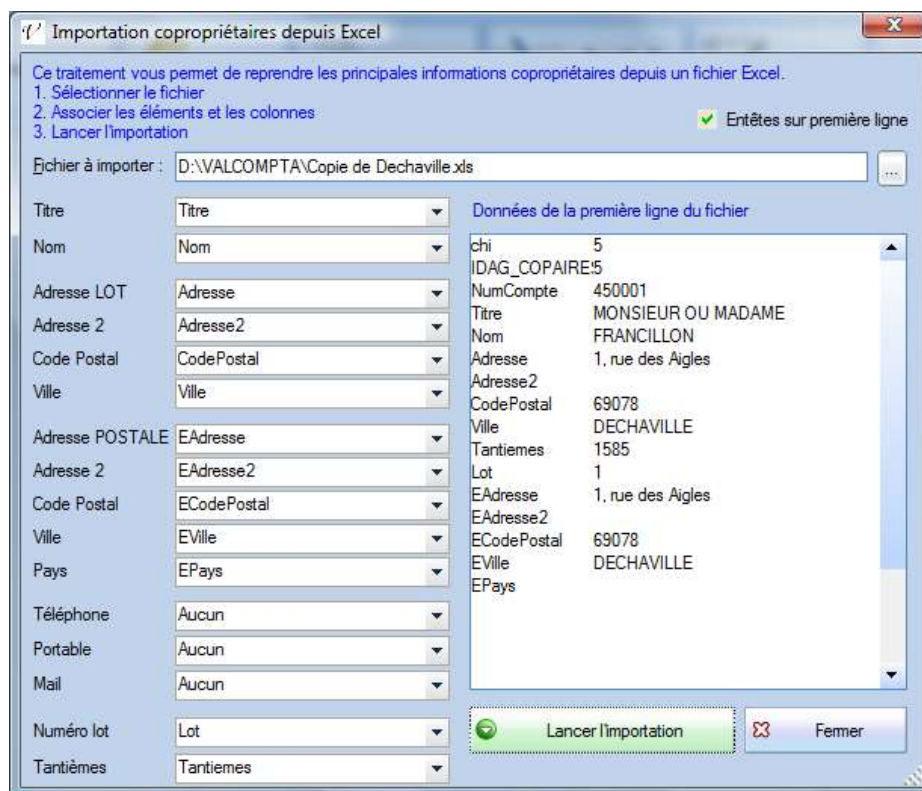 Importation copropriétaires depuis Excel
Ce traitement vous permet de reprendre les principales informations copropriétaires depuis un fichier Excel.
1. Sélectionner le fichier
2. Associer les éléments et les colonnes
3. Lancer l'importation
Entêtes sur première ligne
Fichier à importer : D:\VALCOMPTA\Copie de Dechaville.xls ...
Titre Titre
Nom Nom
Adresse LOT Adresse
Adresse 2 Adresse2
Code Postal CodePostal
Ville Ville
Adresse POSTALE EAdresse
Adresse 2 EAdresse2
Code Postal ECodePostal
Ville EVille
Pays EPays
Téléphone Aucun
Portable Aucun
Mail Aucun
Numéro lot Lot
Tantièmes Tantiemes
Données de la première ligne du fichier
chi 5
IDAG_COPAIRE 5
NumCompte 450001
Titre MONSIEUR OU MADAME
Nom FRANCILLON
Adresse 1, rue des Aigles
Adresse2
CodePostal 69078
Ville DECHAVILLE
Tantiemes 1585
Lot 1
EAdresse 1, rue des Aigles
EAdresse2
ECodePostal 69078
EVille DECHAVILLE
EPays
Lancer l'importation Fermer